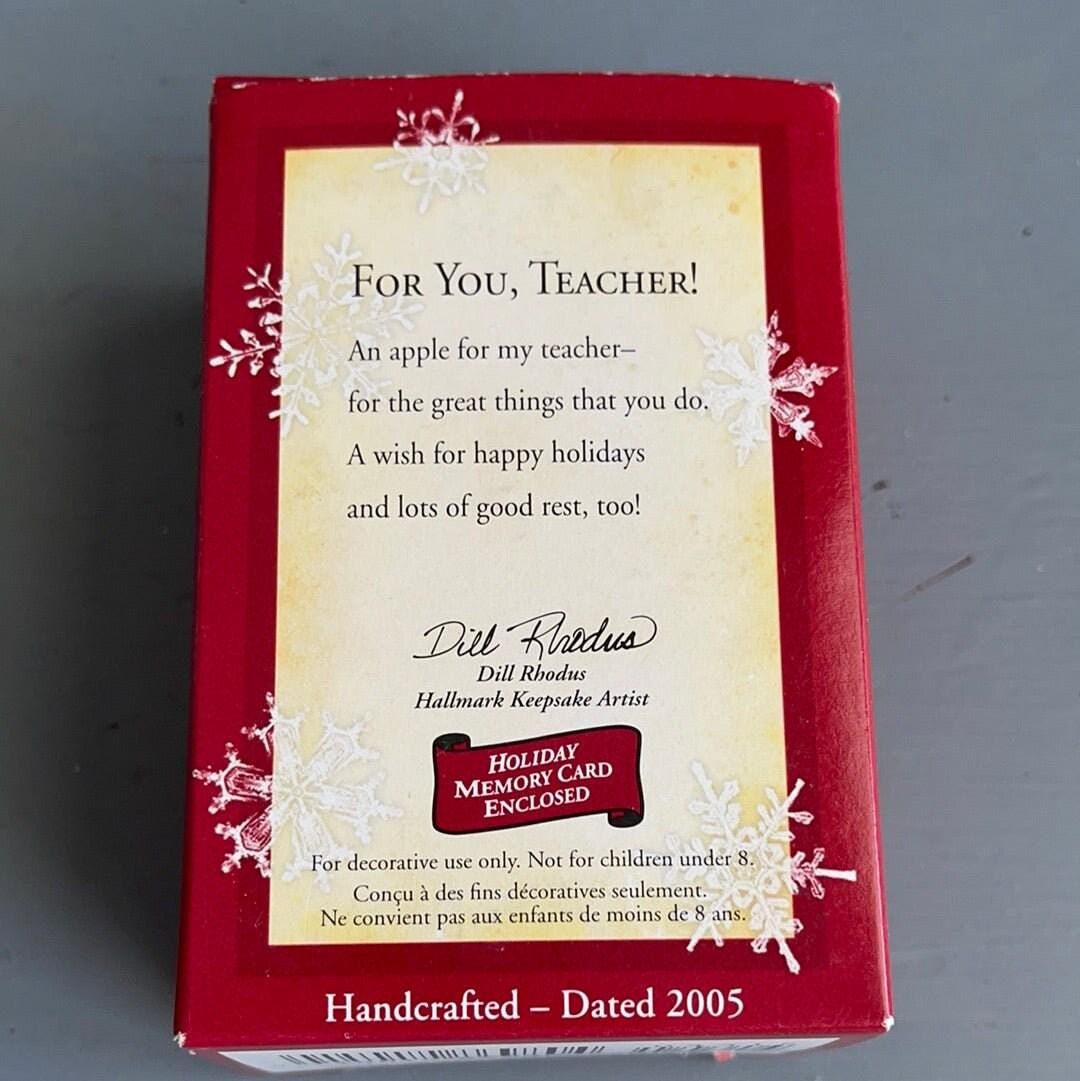 FOR YOU, TEACHER!
An apple for my teacher–
for the great things that you do.
A wish for happy holidays
and lots of good rest, too!
Dill Rhodus
Dill Rhodus
Hallmark Keepsake Artist
HOLIDAY
MEMORY CARD
ENCLOSED
For decorative use only. Not for children under 8.
Conçu à des fins décoratives seulement.
Ne convient pas aux enfants de moins de 8 ans.
Handcrafted – Dated 2005